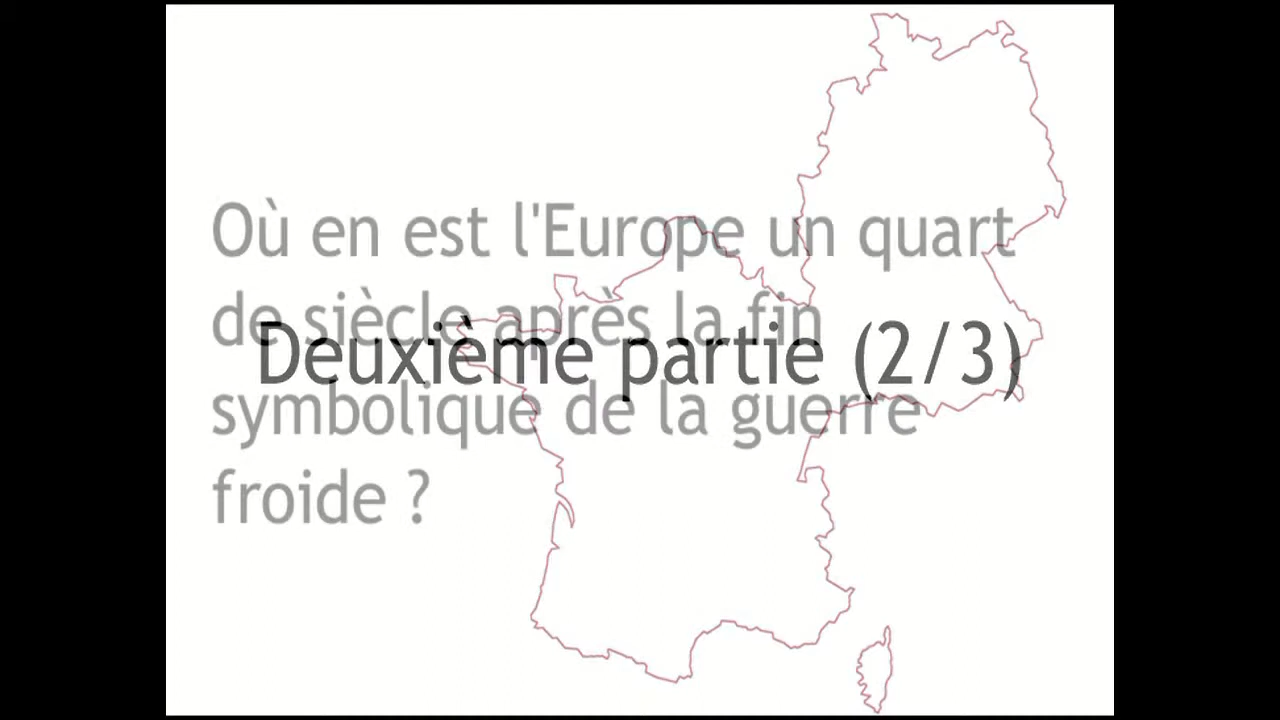 Où en est l'Europe un quart
de siècle après la fin
symbolique de la guerre
froide ?
Deuxième partie (2/3)